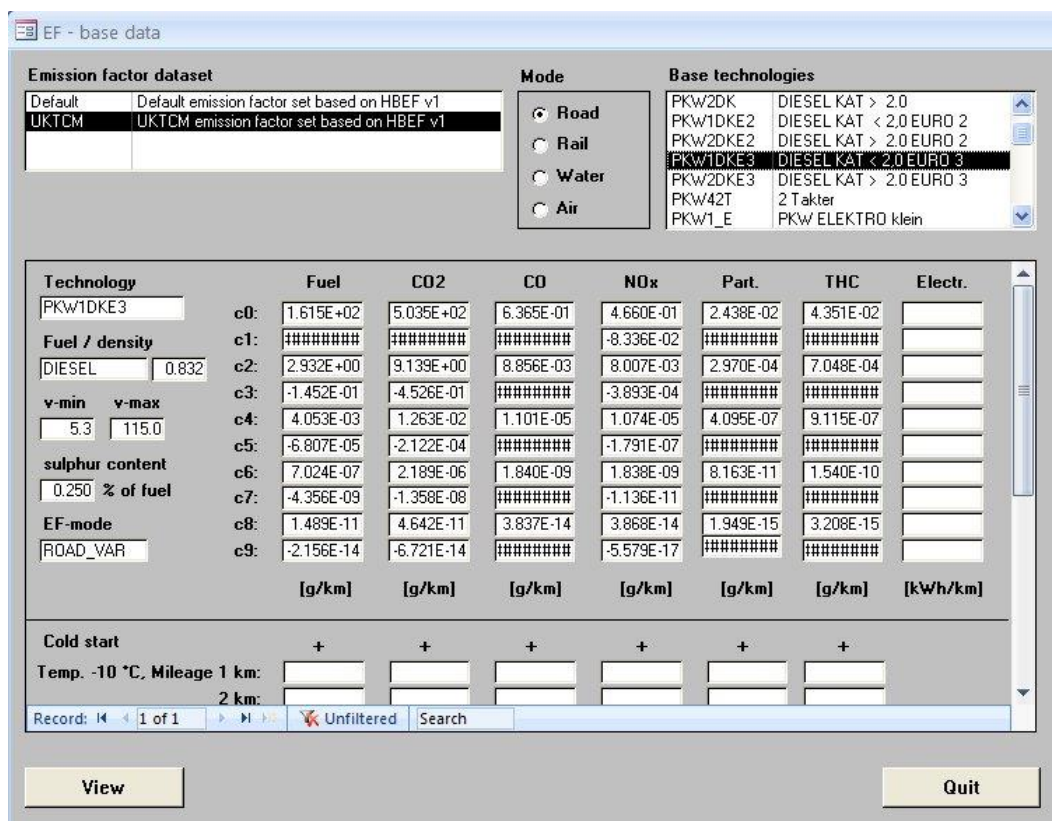 EF - base data
Emission factor dataset
Default Default emission factor set based on HBEF v1
UKTCM UKTCM emission factor set based on HBEF v1
Mode
Road
Rail
Water
Air
Base technologies
PKW2DK DIESEL KAT > 2.0
PKW1DKE2 DIESEL KAT < 2,0 EURO 2
PKW2DKE2 DIESEL KAT > 2.0 EURO 2
PKW1DKE3 DIESEL KAT < 2,0 EURO 3
PKW2DKE3 DIESEL KAT > 2.0 EURO 3
PKW42T 2 Takter
PKW1_E PKW ELEKTRO klein
Technology
PKW1DKE3
Fuel / density
DIESEL 0.832
v-min v-max
5.3 115.0
sulphur content
0.250 % of fuel
EF-mode
ROAD_VAR
Fuel CO2 CO NOx Part. THC Electr.
c0: 1.615E+02 5.035E+02 6.365E-01 4.660E-01 2.438E-02 4.351E-02
c1: ######## ######## ######## -8.336E-02 ######## ########
c2: 2.932E+00 9.139E+00 8.856E-03 8.007E-03 2.970E-04 7.048E-04
c3: -1.452E-01 -4.526E-01 ######## -3.893E-04 ######## ########
c4: 4.053E-03 1.263E-02 1.101E-05 1.074E-05 4.095E-07 9.115E-07
c5: -6.807E-05 -2.122E-04 ######## -1.791E-07 ######## ########
c6: 7.024E-07 2.189E-06 1.840E-09 1.838E-09 8.163E-11 1.540E-10
c7: -4.356E-09 -1.358E-08 ######## -1.136E-11 ######## ########
c8: 1.489E-11 4.642E-11 3.837E-14 3.868E-14 1.949E-15 3.208E-15
c9: -2.156E-14 -6.721E-14 ######## -5.579E-17 ######## ########
[g/km] [g/km] [g/km] [g/km] [g/km] [g/km] [kWh/km]
Cold start + + + + + +
Temp. -10 °C, Mileage 1 km:
2 km:
Record: 1 of 1 Unfiltered Search
View
Quit